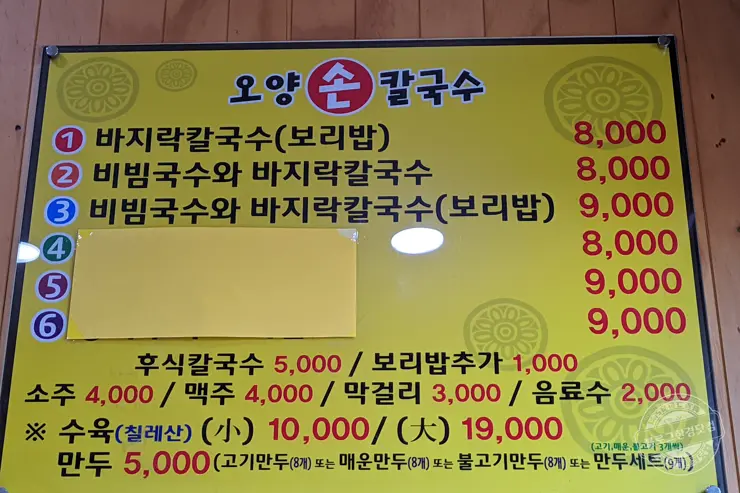 오양 손 칼국수
1 바지락칼국수(보리밥) 8,000
2 비빔국수와 바지락칼국수 8,000
3 비빔국수와 바지락칼국수(보리밥) 9,000
4 8,000
5 9,000
6 9,000
후식칼국수 5,000 / 보리밥추가 1,000
소주 4,000 / 맥주 4,000 / 막걸리 3,000 / 음료수 2,000
※ 수육(칠레산) (小) 10,000/ (大) 19,000
(고기,매운,불고기 3개씩)
만두 5,000(고기만두(8개) 또는 매운만두(8개) 또는 불고기만두(8개) 또는 만두세트(9개))